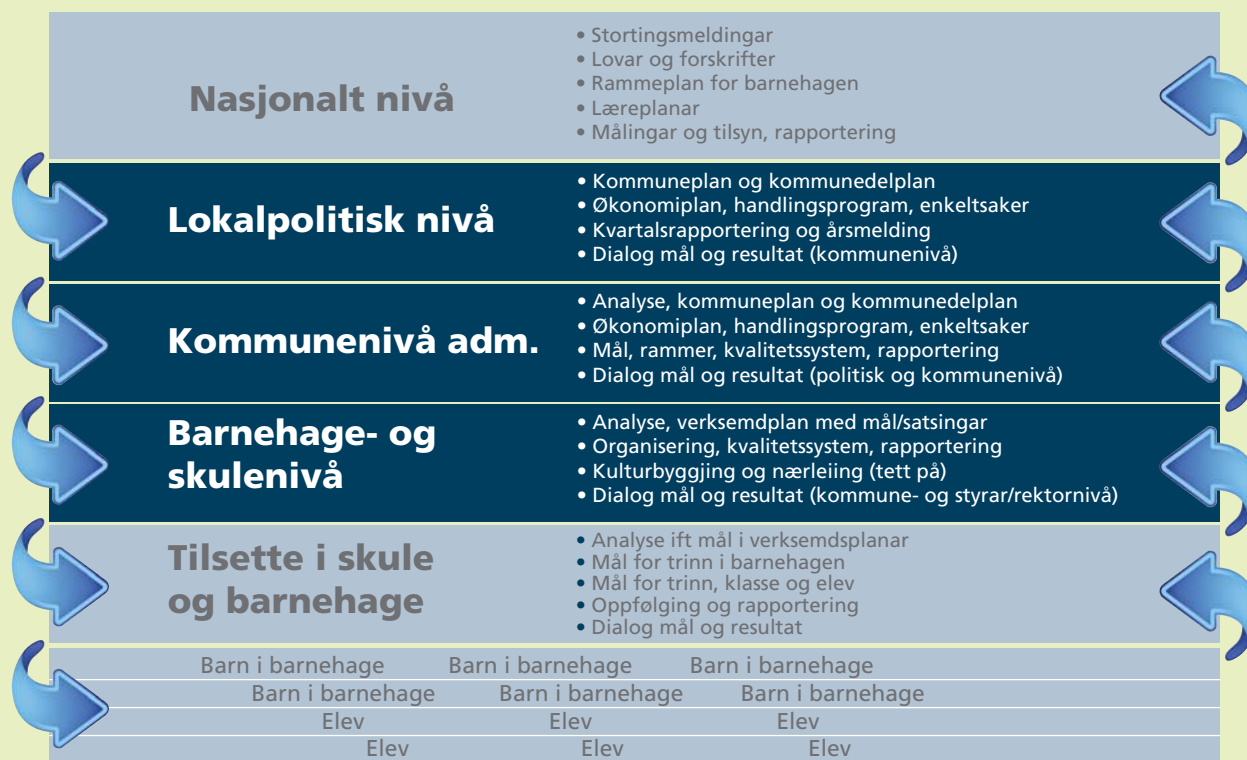 Nasjonalt nivå
• Stortingsmeldingar
• Lovar og forskrifter
• Rammeplan for barnehagen
• Læreplanar
• Målingar og tilsyn, rapportering
Lokalpolitisk nivå
• Kommuneplan og kommunedelplan
• Økonomiplan, handlingsprogram, enkeltsaker
• Kvartalsrapportering og årsmelding
• Dialog mål og resultat (kommunenivå)
Kommunenivå adm.
• Analyse, kommuneplan og kommunedelplan
• Økonomiplan, handlingsprogram, enkeltsaker
• Mål, rammer, kvalitetssystem, rapportering
• Dialog mål og resultat (politisk og kommunenivå)
Barnehage- og
skulenivå
• Analyse, verksemdplan med mål/satsingar
• Organisering, kvalitetssystem, rapportering
• Kulturbyggjing og nærleiing (tett på)
• Dialog mål og resultat (kommune- og styrar/rektornivå)
Tilsette i skule
og barnehage
• Analyse ift mål i verksemdsplanar
• Mål for trinn i barnehagen
• Mål for trinn, klasse og elev
• Oppfølging og rapportering
• Dialog mål og resultat
Barn i barnehage Barn i barnehage Barn i barnehage
Barn i barnehage Barn i barnehage Barn i barnehage
Elev Elev Elev
Elev Elev Elev